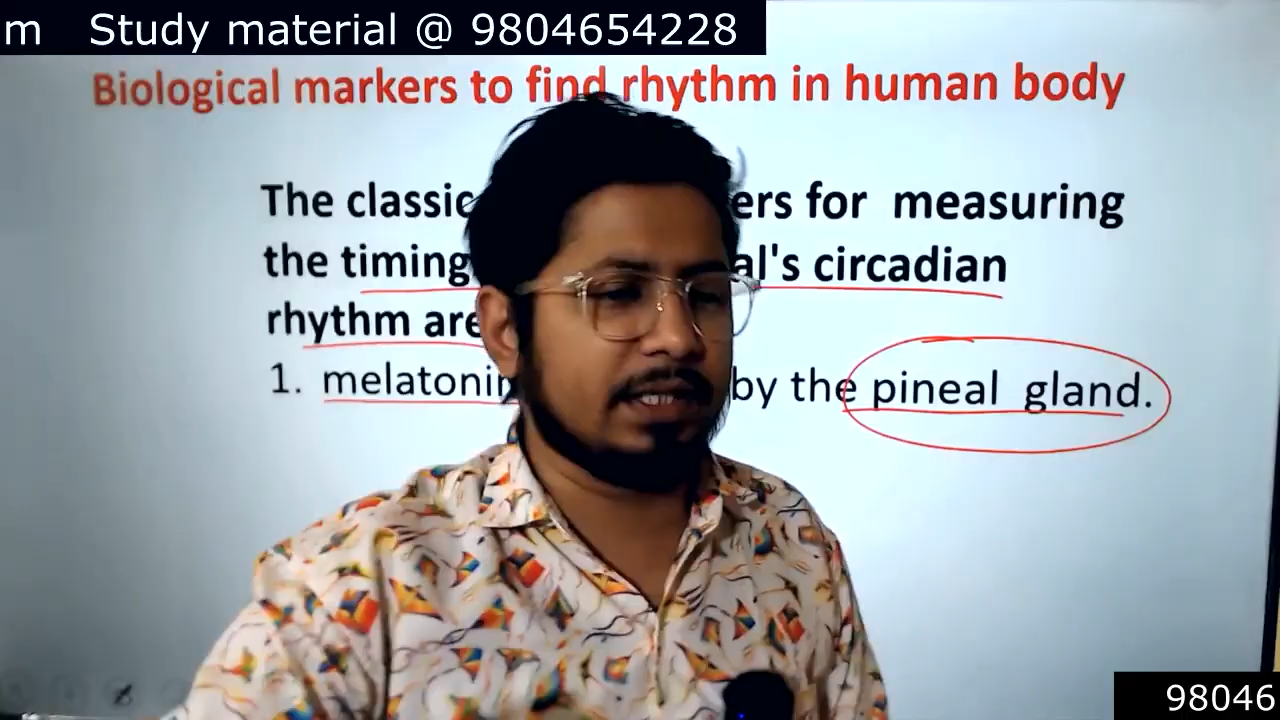 m Study material @ 9804654228
Biological markers to find rhythm in human body
The classic ers for measuring
the timing al's circadian
rhythm are
1. melatonin by the pineal gland.
98046